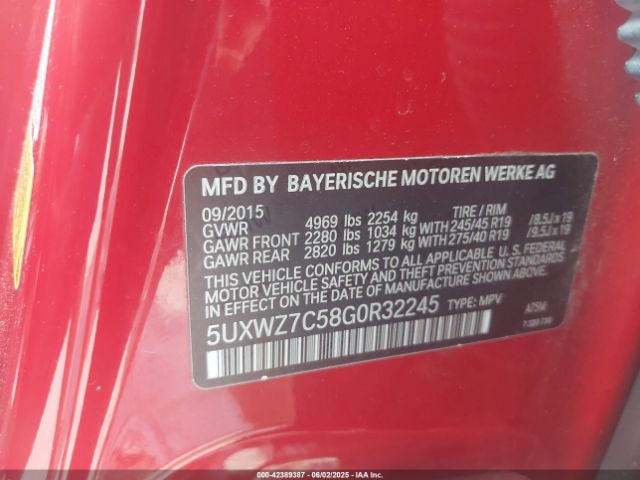 MFD BY BAYERISCHE MOTOREN WERKE AG
09/2015
GVWR 4969 lbs 2254 kg TIRE / RIM
GAWR FRONT 2280 lbs 1034 kg WITH 245/45 R19 /8.5J x 19
GAWR REAR 2820 lbs 1279 kg WITH 275/40 R19 /9.5J x 19
THIS VEHICLE CONFORMS TO ALL APPLICABLE U.S. FEDERAL
MOTOR VEHICLE SAFETY AND THEFT PREVENTION STANDARDS
IN EFFECT ON THE DATE OF MANUFACTURE SHOWN ABOVE.
5UXWZ7C58G0R32245 TYPE: MPV
000-42389387 06/02/2025 IAAI.COM